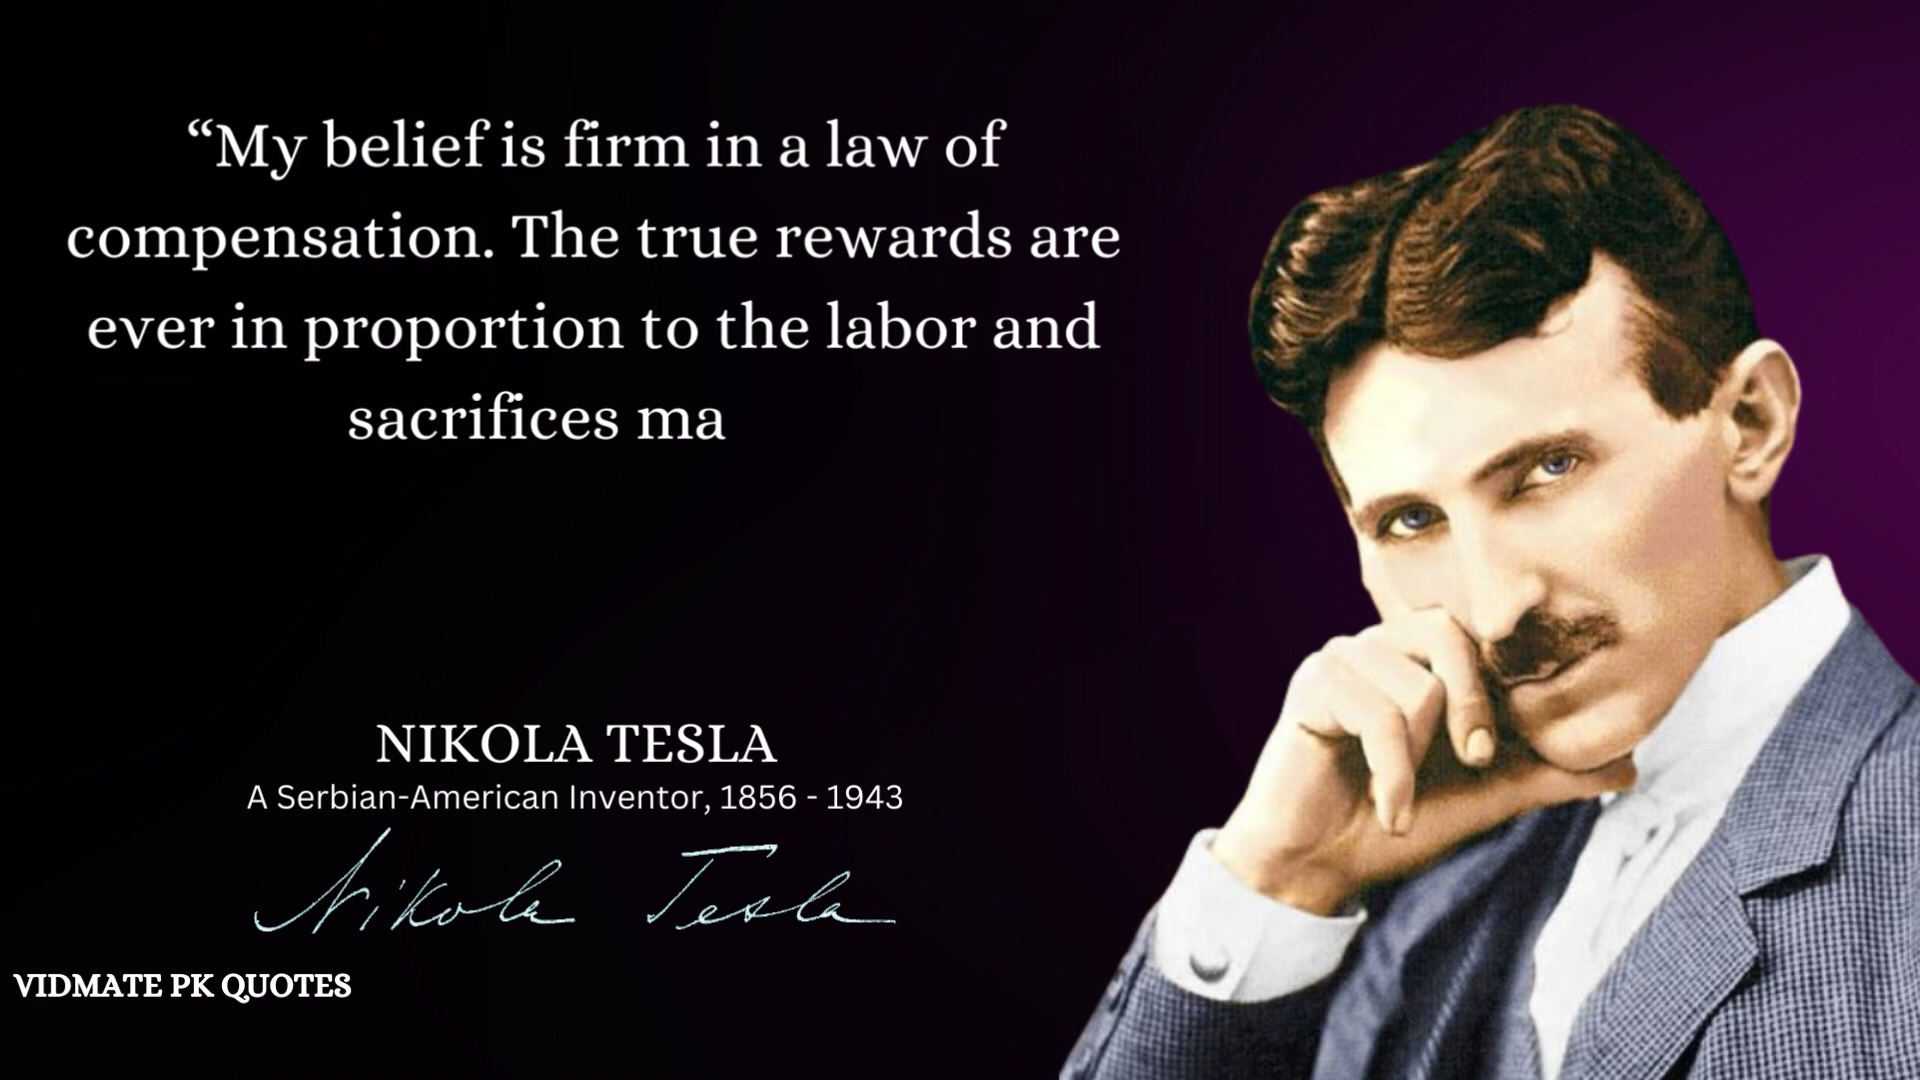 “My belief is firm in a law of
compensation. The true rewards are
ever in proportion to the labor and
sacrifices ma
NIKOLA TESLA
A Serbian-American Inventor, 1856 - 1943
Nikola Tesla
VIDMATE PK QUOTES